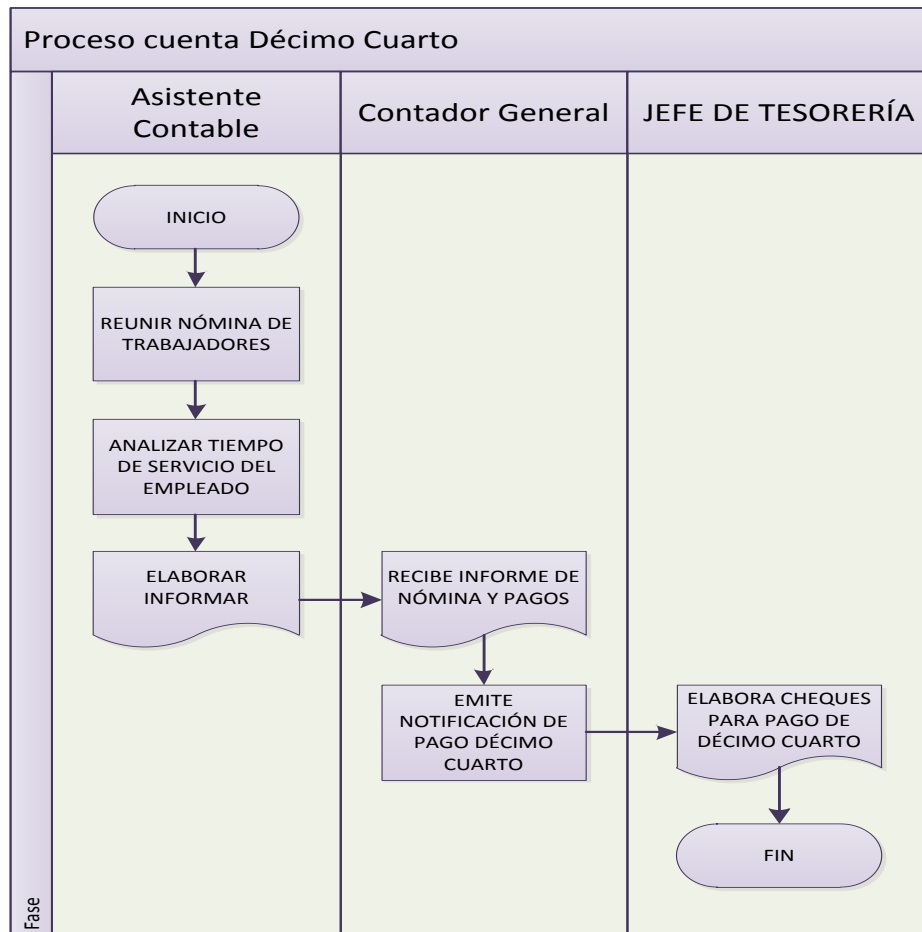 Proceso cuenta Décimo Cuarto
Asistente
Contable
Contador General
JEFE DE TESORERÍA
INICIO
REUNIR NÓMINA DE
TRABAJADORES
ANALIZAR TIEMPO
DE SERVICIO DEL
EMPLEADO
ELABORAR
INFORMAR
RECIBE INFORME DE
NÓMINA Y PAGOS
EMITE
NOTIFICACIÓN DE
PAGO DÉCIMO
CUARTO
ELABORA CHEQUES
PARA PAGO DE
DÉCIMO CUARTO
FIN
Fase